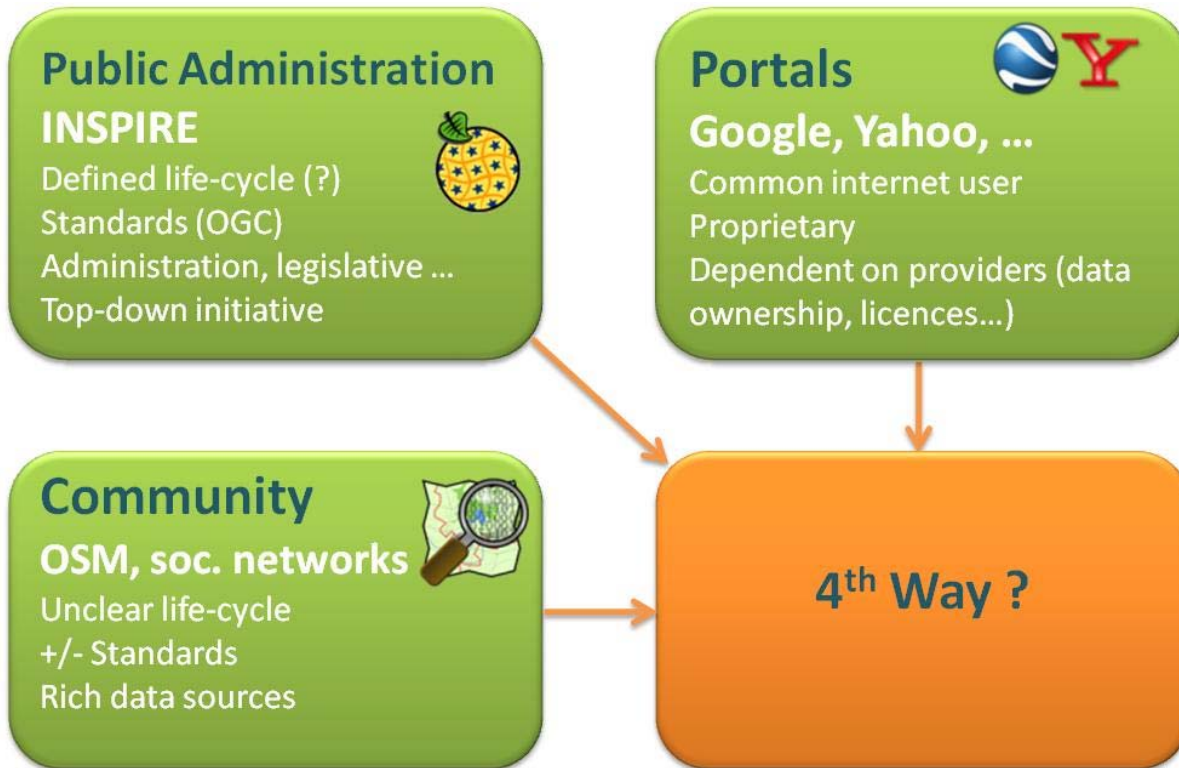 Public Administration
INSPIRE
Defined life-cycle (?)
Standards (OGC)
Administration, legislative ...
Top-down initiative
Portals
Y
Google, Yahoo, ...
Common internet user
Proprietary
Dependent on providers (data
ownership, licences...)
Community
OSM, soc. networks
Unclear life-cycle
+/- Standards
Rich data sources
4th Way ?